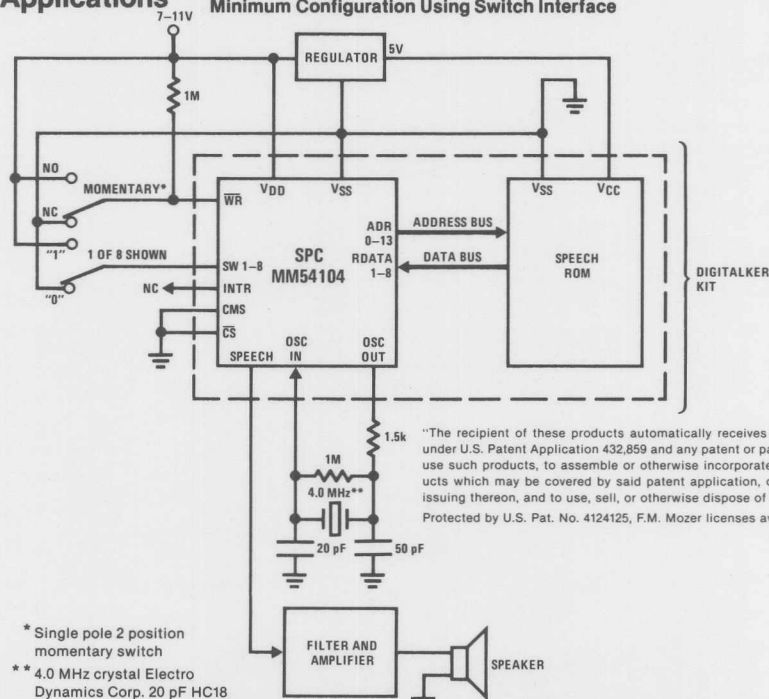 Applications
Minimum Configuration Using Switch Interface
7–11V
REGULATOR
5V
1M
NO
MOMENTARY*
NC
"1"
1 OF 8 SHOWN
"0"
NC
WR
VDD
VSS
SPC
MM54104
SW 1–8
INTR
CMS
CS
SPEECH
OSC
IN
OSC
OUT
ADR
0–13
RDATA
1–8
ADDRESS BUS
DATA BUS
VSS
VCC
SPEECH
ROM
DIGITALKER
KIT
1.5k
1M
4.0 MHz**
20 pF
50 pF
"The recipient of these products automatically receives
under U.S. Patent Application 432,859 and any patent or
use such products, to assemble or otherwise incorporate
ucts which may be covered by said patent application,
issuing thereon, and to use, sell, or otherwise dispose of
Protected by U.S. Pat. No. 4124125, F.M. Mozer licenses
FILTER AND
AMPLIFIER
SPEAKER
* Single pole 2 position
momentary switch
** 4.0 MHz crystal Electro
Dynamics Corp. 20 pF HC18